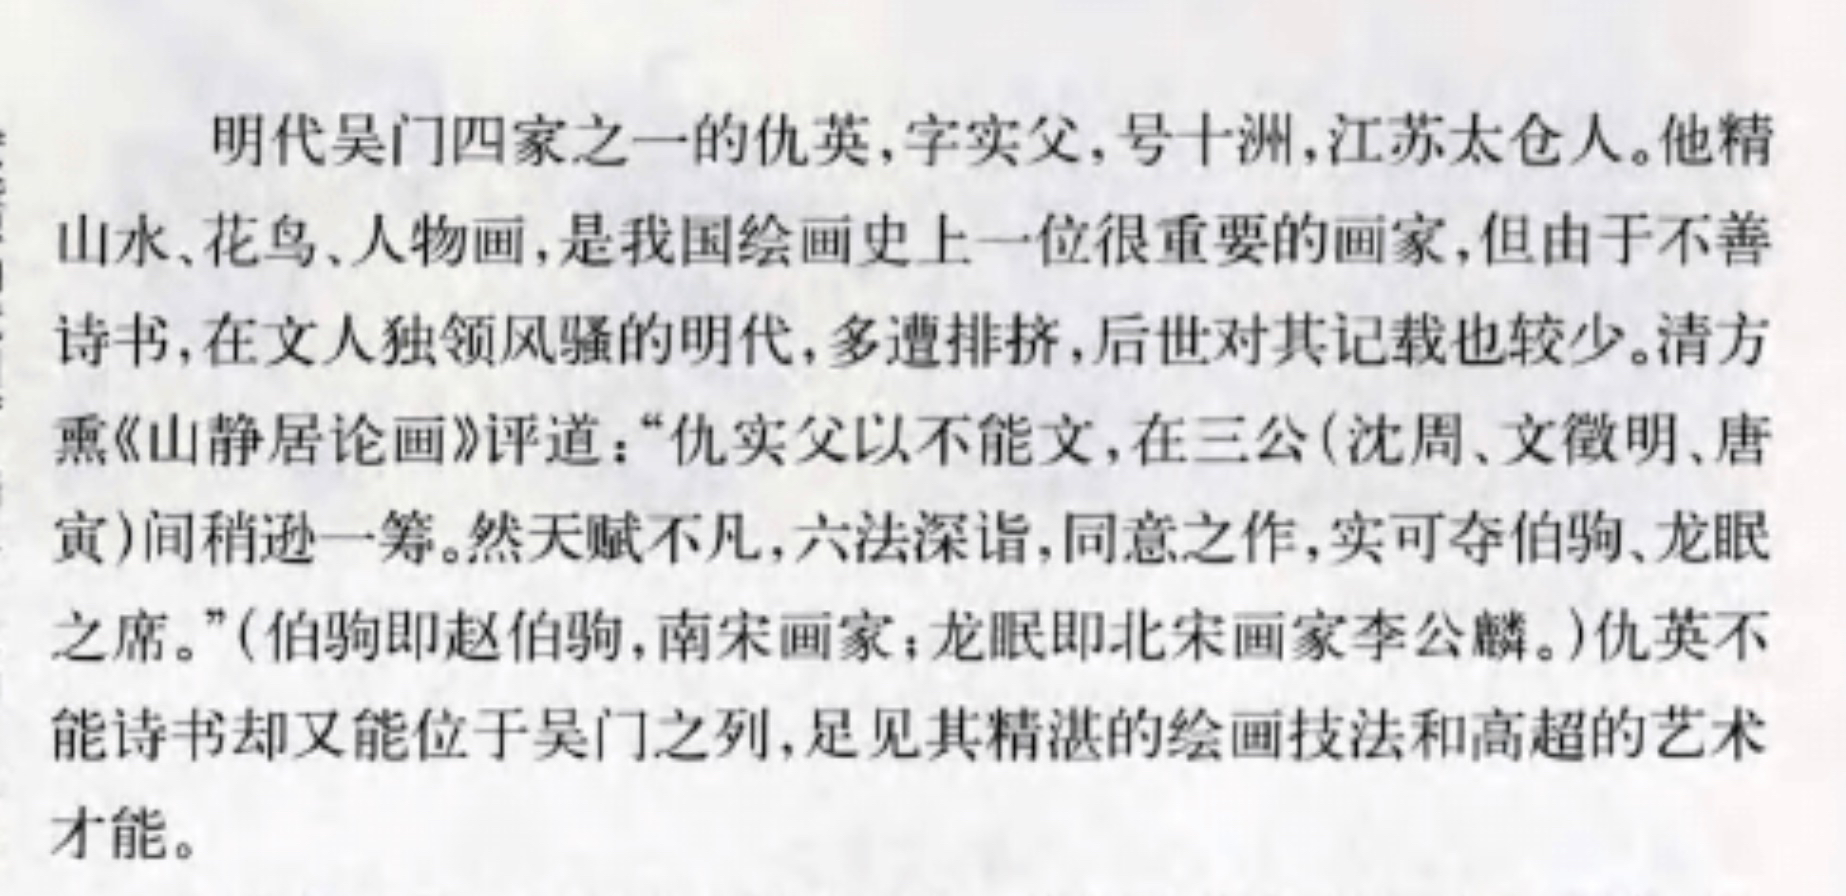 明代吴门四家之一的仇英,字实父,号十洲,江苏太仓人。他精
山水、花鸟、人物画,是我国绘画史上一位很重要的画家,但由于不善
诗书,在文人独领风骚的明代,多遭排挤,后世对其记载也较少。清方
熏《山静居论画》评道:“仇实父以不能文,在三公(沈周、文徵明、唐
寅)间稍逊一筹。然天赋不凡,六法深诣,同意之作,实可夺伯驹、龙眠
之席。”(伯驹即赵伯驹,南宋画家;龙眠即北宋画家李公麟。)仇英不
能诗书却又能位于吴门之列,足见其精湛的绘画技法和高超的艺术
才能。